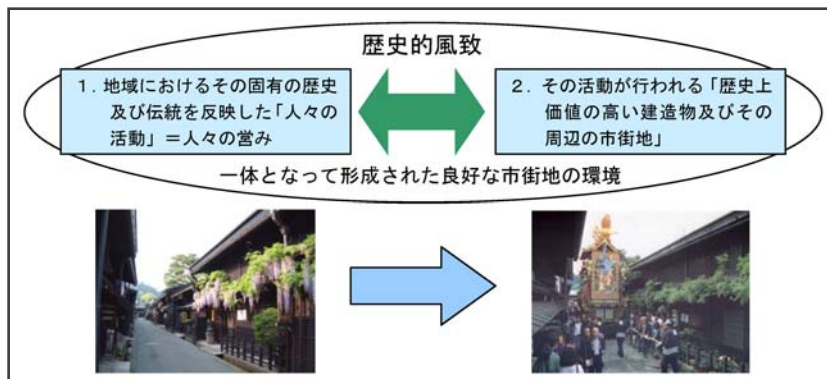 歴史的風致
１．地域におけるその固有の歴史
及び伝統を反映した「人々の
活動」＝人々の営み
２．その活動が行われる「歴史上
価値の高い建造物及びその
周辺の市街地」
一体となって形成された良好な市街地の環境